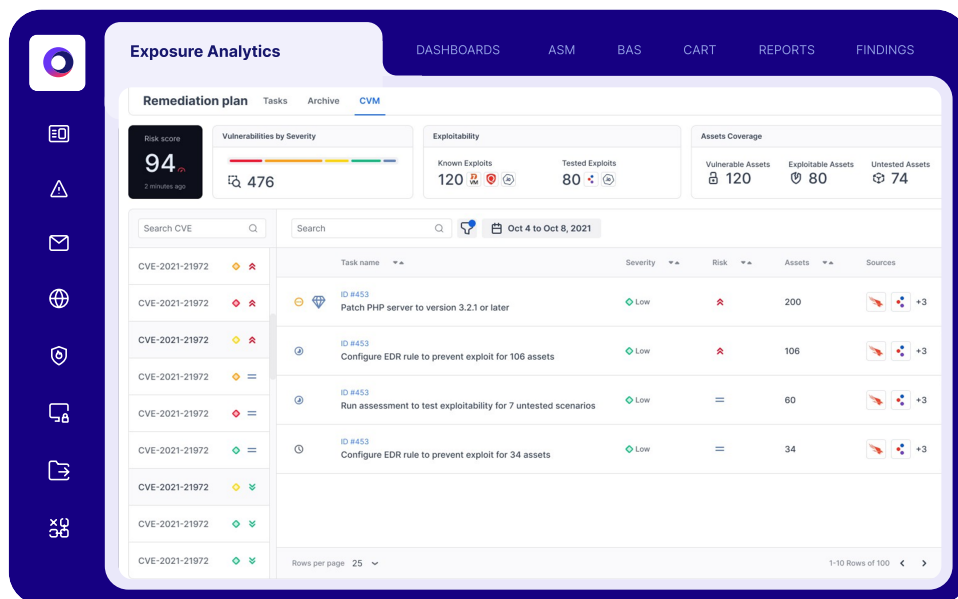 Exposure Analytics
DASHBOARDS ASM BAS CART REPORTS FINDINGS
Remediation plan Tasks Archive CVM
Risk score
94
2 minutes ago
Vulnerabilities by Severity
476
Exploitability
Known Exploits Tested Exploits
120 80
Assets Coverage
Vulnerable Assets Exploitable Assets Untested Assets
120 80 74
Search CVE
Search
Oct 4 to Oct 8, 2021
CVE-2021-21972
CVE-2021-21972
CVE-2021-21972
CVE-2021-21972
CVE-2021-21972
CVE-2021-21972
CVE-2021-21972
CVE-2021-21972
CVE-2021-21972
Task name Severity Risk Assets Sources
ID #453
Patch PHP server to version 3.2.1 or later Low 200 +3
ID #453
Configure EDR rule to prevent exploit for 106 assets Low 106 +3
ID #453
Run assessment to test exploitability for 7 untested scenarios Low 60 +3
ID #453
Configure EDR rule to prevent exploit for 34 assets Low 34 +3
Rows per page 25 1-10 Rows of 100